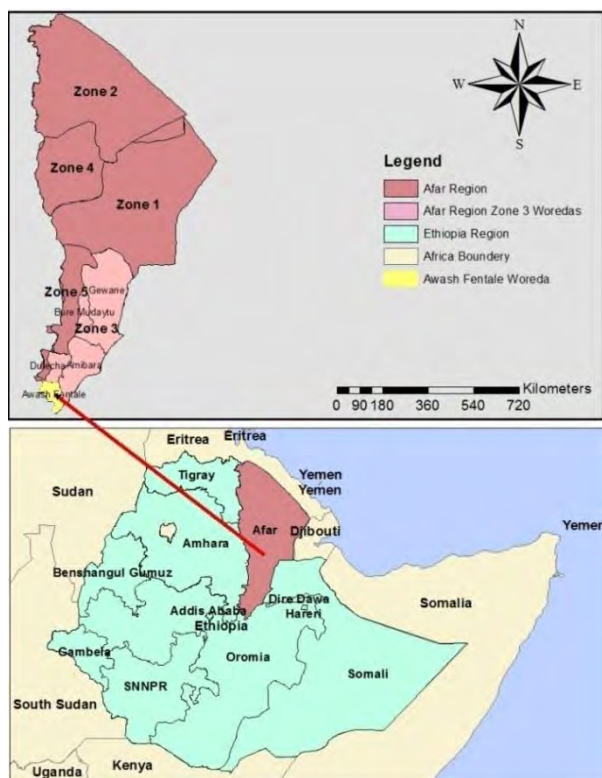 N
W E
S
Zone 2
Zone 4
Zone 1
Legend
Afar Region
Afar Region Zone 3 Woredas
Ethiopia Region
Africa Boundery
Awash Fentale Woreda
Zone 5
Gewane
Bure Mudaytu
Zone 3
Dulecha
Amibara
Awash Fentale
Kilometers
0 90 180 360 540 720
Eritrea
Eritrea
Tigray
Yemen
Yemen
Sudan
Yemen
Afar
Djibouti
Amhara
Benshangul Gumuz
Dire Dawa
Addis Ababa
Hareri
Somalia
Ethiopia
Gambela
Oromia
Somali
SNNPR
South Sudan
Kenya
Uganda